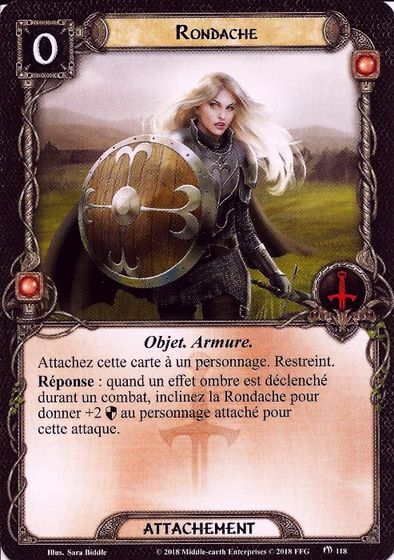 0
RONDACHE
Objet. Armure.
Attachez cette carte à un personnage. Restreint.
Réponse : quand un effet ombre est déclenché
durant un combat, inclinez la Rondache pour
donner +2 au personnage attaché pour
cette attaque.
ATTACHEMENT
Illus. Sara Biddle
© 2018 Middle-earth Enterprises © 2018 FFG
118